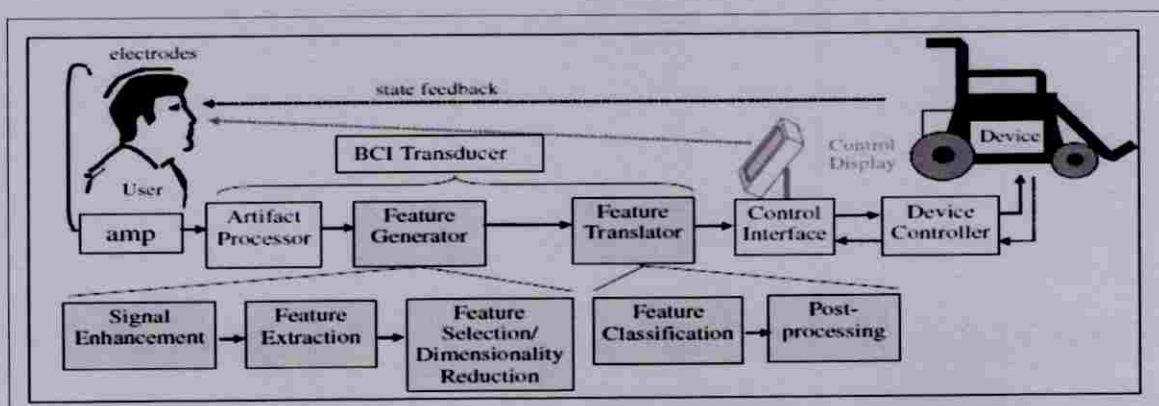 electrodes
state feedback
Device
BCI Transducer
Control
Display
User
amp
Artifact
Processor
Feature
Generator
Feature
Translator
Control
Interface
Device
Controller
Signal
Enhancement
Feature
Extraction
Feature
Selection/
Dimensionality
Reduction
Feature
Classification
Post-
processing